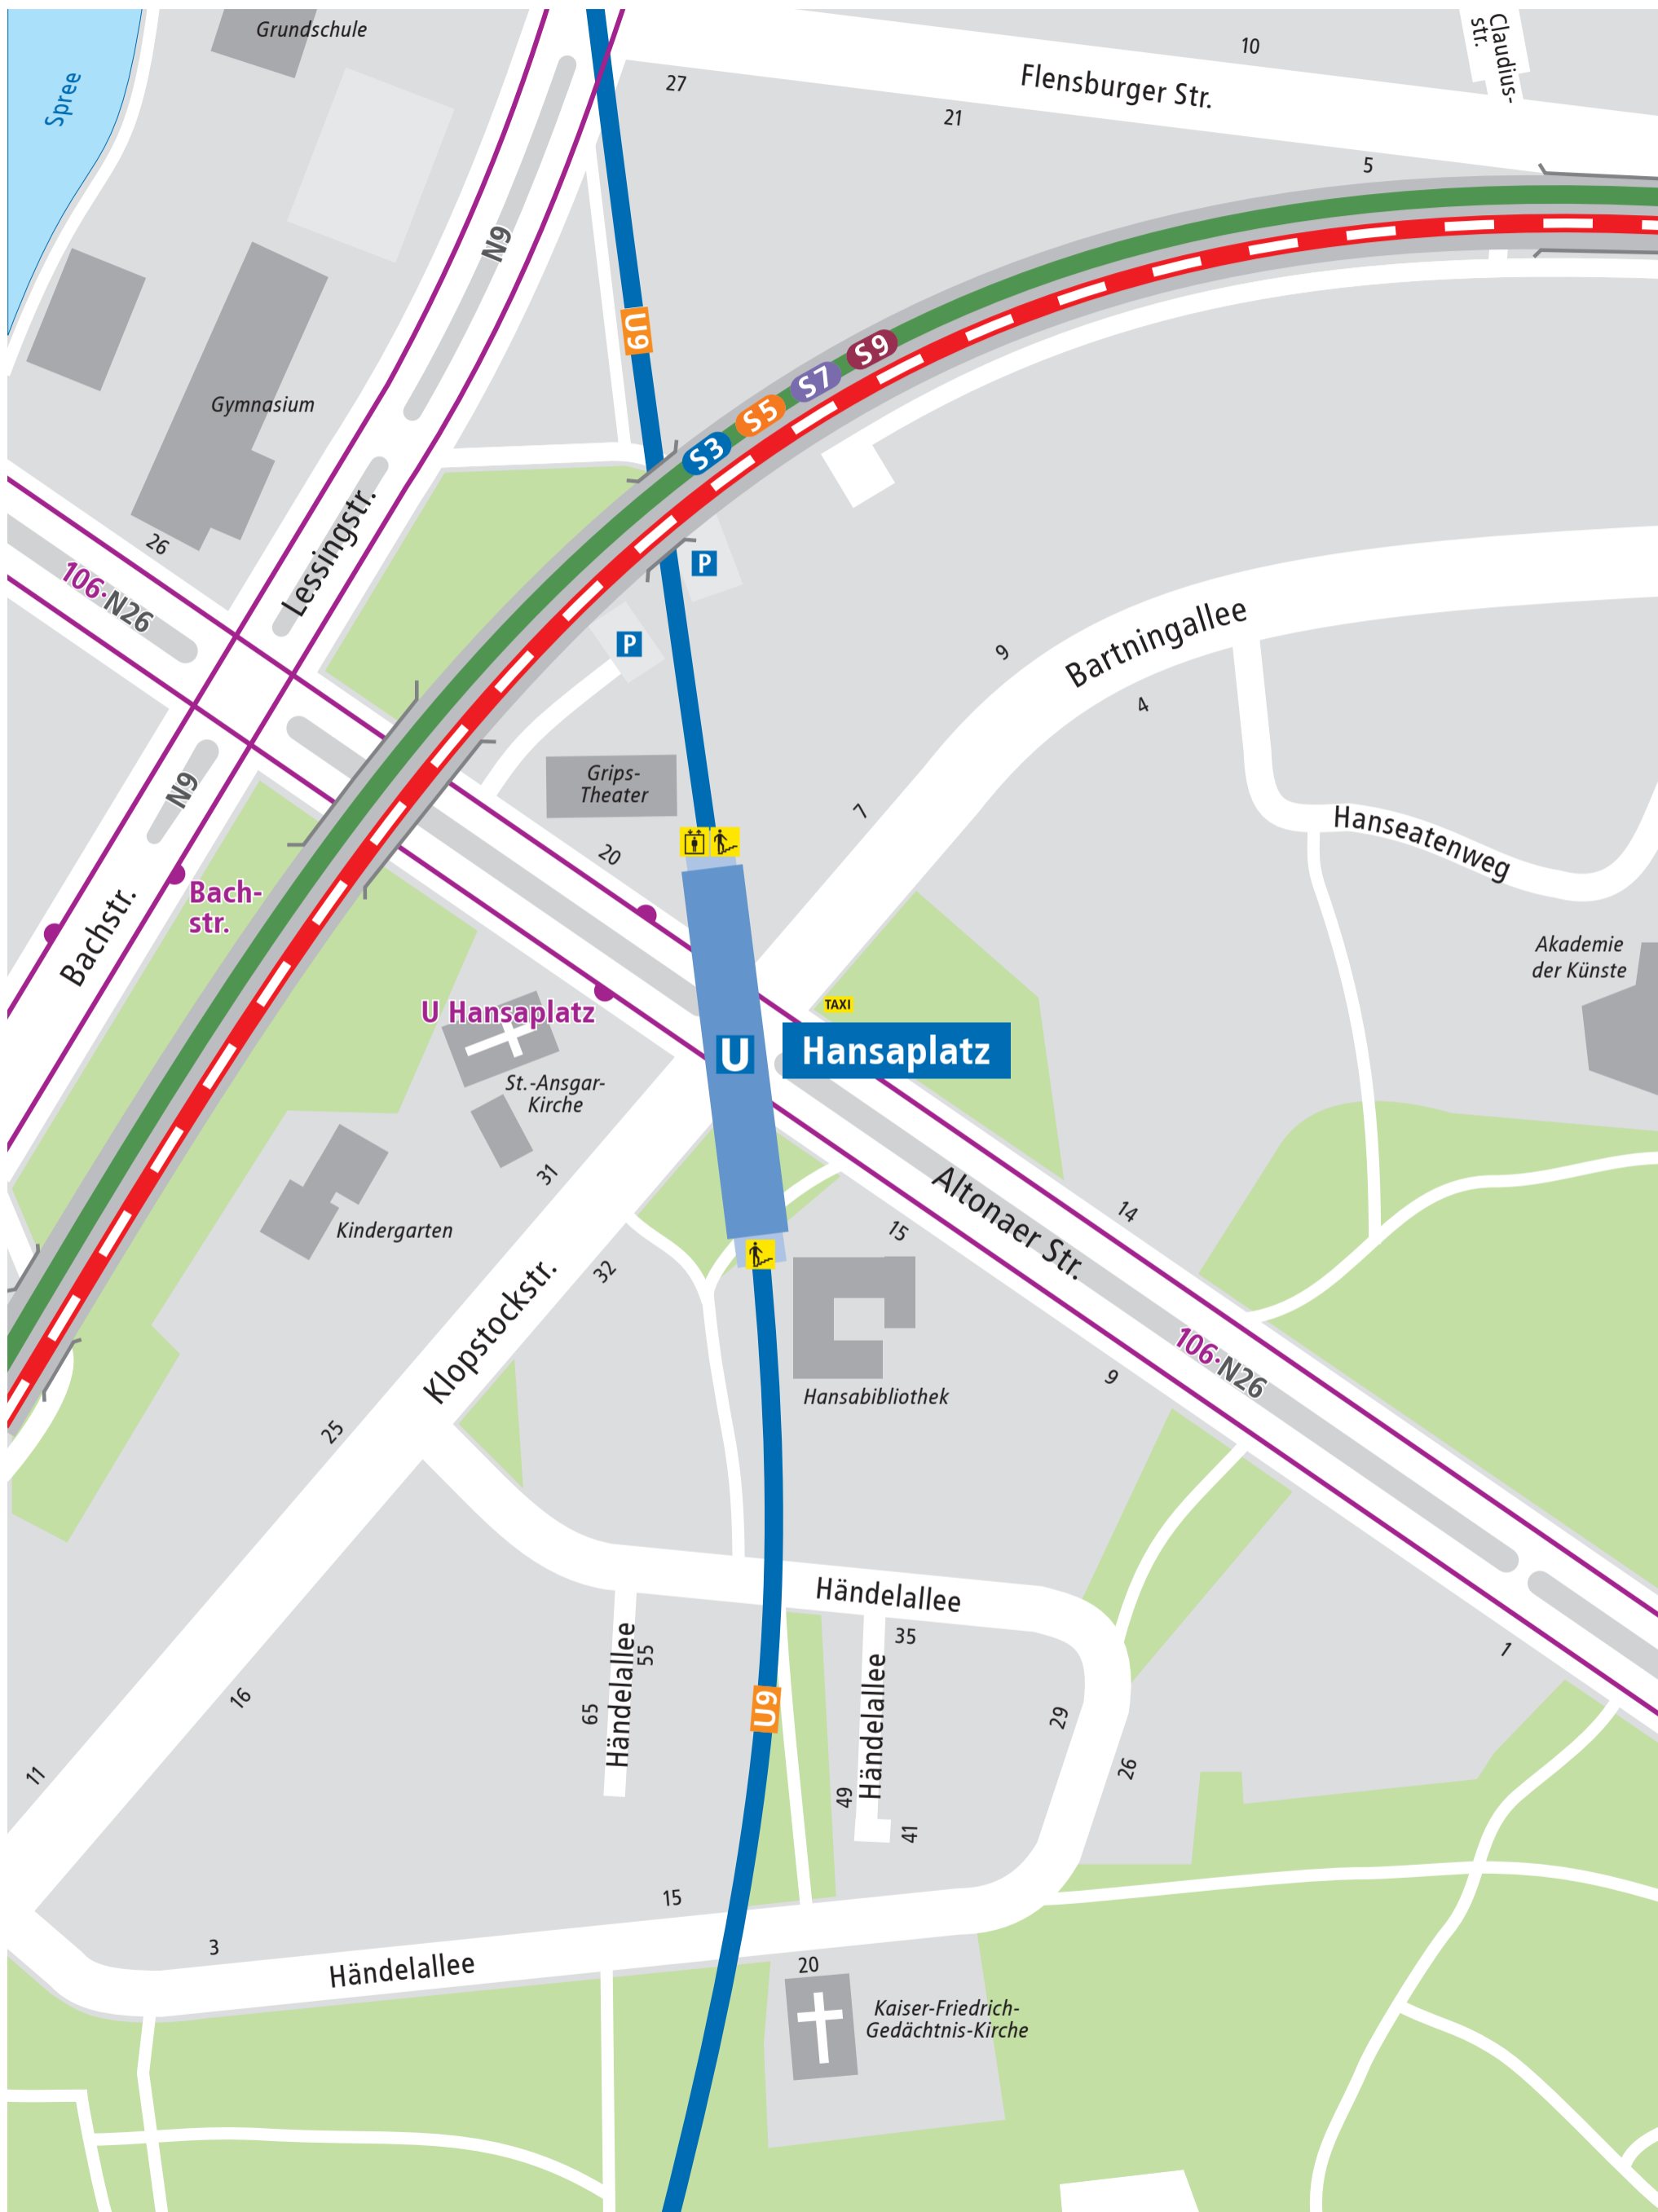 Grundschule
Spree
27
10
Flensburger Str.
21
Claudius-
str.
5
N9
U9
Gymnasium
S3
S5
S7
S9
26
106·N26
Lessingstr.
P
P
9
Bartningallee
4
N9
Grips-
Theater
20
7
Hanseatenweg
Bach-
str.
Bachstr.
Akademie
der Künste
TAXI
U Hansaplatz
U
Hansaplatz
St.-Ansgar-
Kirche
31
Kindergarten
Altonaer Str.
14
15
32
Klopstockstr.
106·N26
9
Hansabibliothek
25
Händelallee
35
55
Händelallee
65
Händelallee
U9
29
1
26
16
11
49
41
15
3
Händelallee
20
Kaiser-Friedrich-
Gedächtnis-Kirche